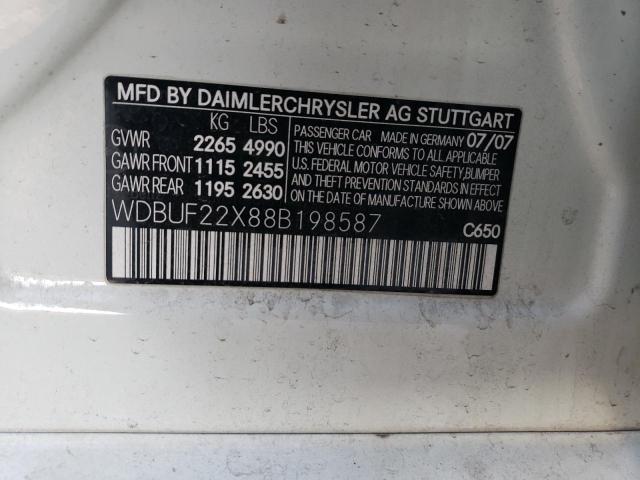 MFD BY DAIMLERCHRYSLER AG STUTTGART
KG LBS
GVWR 2265 4990
GAWR FRONT 1115 2455
GAWR REAR 1195 2630
PASSENGER CAR MADE IN GERMANY 07/07
THIS VEHICLE CONFORMS TO ALL APPLICABLE
U.S. FEDERAL MOTOR VEHICLE SAFETY, BUMPER
AND THEFT PREVENTION STANDARDS IN EFFECT
ON THE DATE OF MANUFACTURE SHOWN ABOVE.
WDBUF22X88B198587
C650